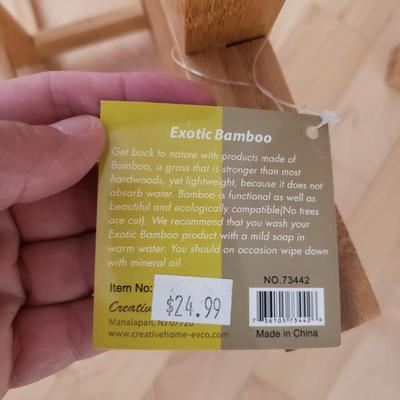 Exotic Bamboo
Get back to nature with products made of
Bamboo, a grass that is stronger than most
hardwoods, yet lightweight, because it does not
absorb water. Bamboo is functional as well as
beautiful and ecologically compatible(No trees
are cut). We recommend that you wash your
Exotic Bamboo product with a mild soap in
warm water. You should on occasion wipe down
with mineral oil.
Item No:
NO.73442
Creative
$24.99
Manalapan, NJ 07726
www.creativehome-evco.com
7 36105 73442
Made in China